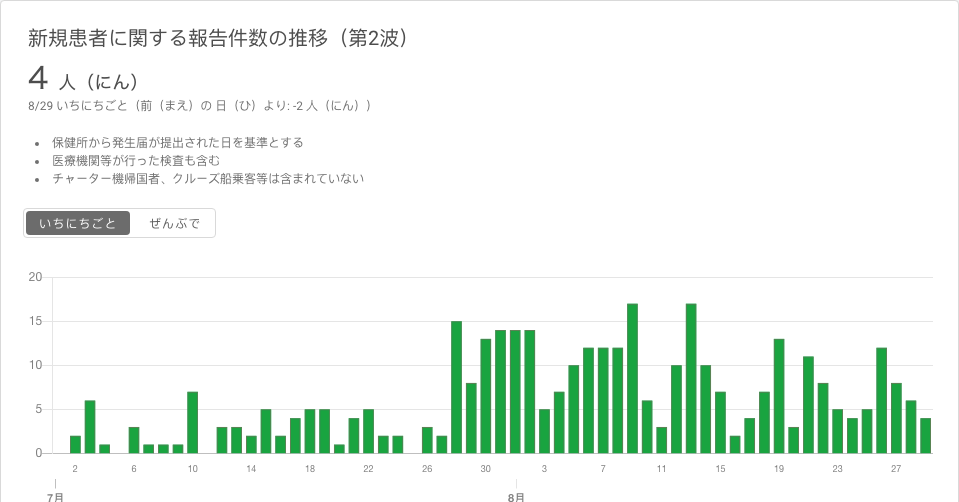 新規患者に関する報告件数の推移（第2波）
4 人（にん）
8/29 いちにちごと（前（まえ）の 日（ひ）より: -2 人（にん））
• 保健所から発生届が提出された日を基準とする
• 医療機関等が行った検査も含む
• チャーター機帰国者、クルーズ船乗客等は含まれていない
いちにちごと ぜんぶで
20
15
10
5
0
2 6 10 14 18 22 26 30 3 7 11 15 19 23 27
7月 8月